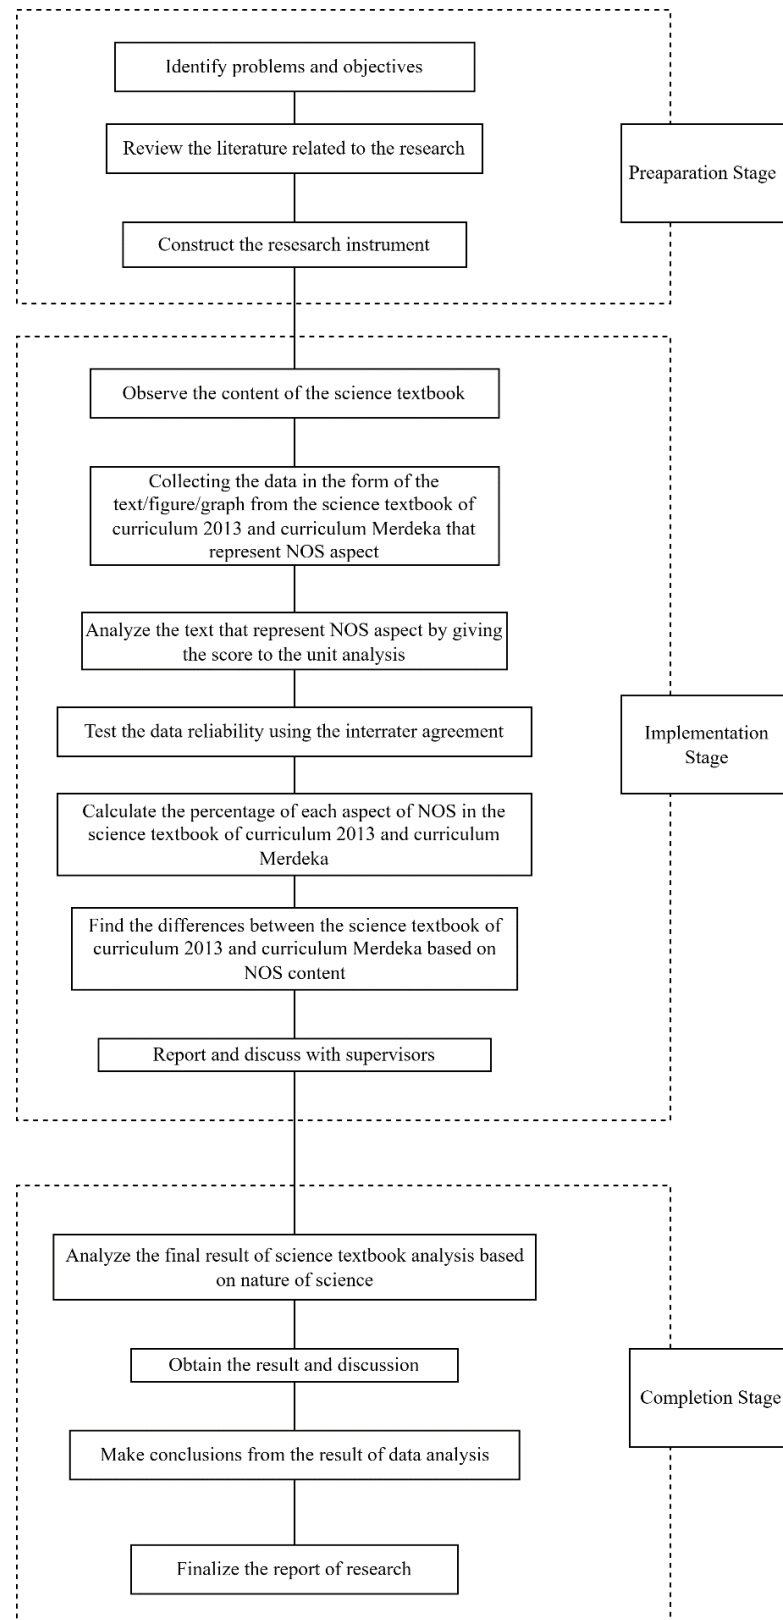 Identify problems and objectives
Review the literature related to the research
Preaparation Stage
Construct the resesarch instrument
Observe the content of the science textbook
Collecting the data in the form of the
text/figure/graph from the science textbook of
curriculum 2013 and curriculum Merdeka that
represent NOS aspect
Analyze the text that represent NOS aspect by giving
the score to the unit analysis
Test the data reliability using the interrater agreement
Implementation
Stage
Calculate the percentage of each aspect of NOS in the
science textbook of curriculum 2013 and curriculum
Merdeka
Find the differences between the science textbook of
curriculum 2013 and curriculum Merdeka based on
NOS content
Report and discuss with supervisors
Analyze the final result of science textbook analysis based
on nature of science
Obtain the result and discussion
Completion Stage
Make conclusions from the result of data analysis
Finalize the report of research